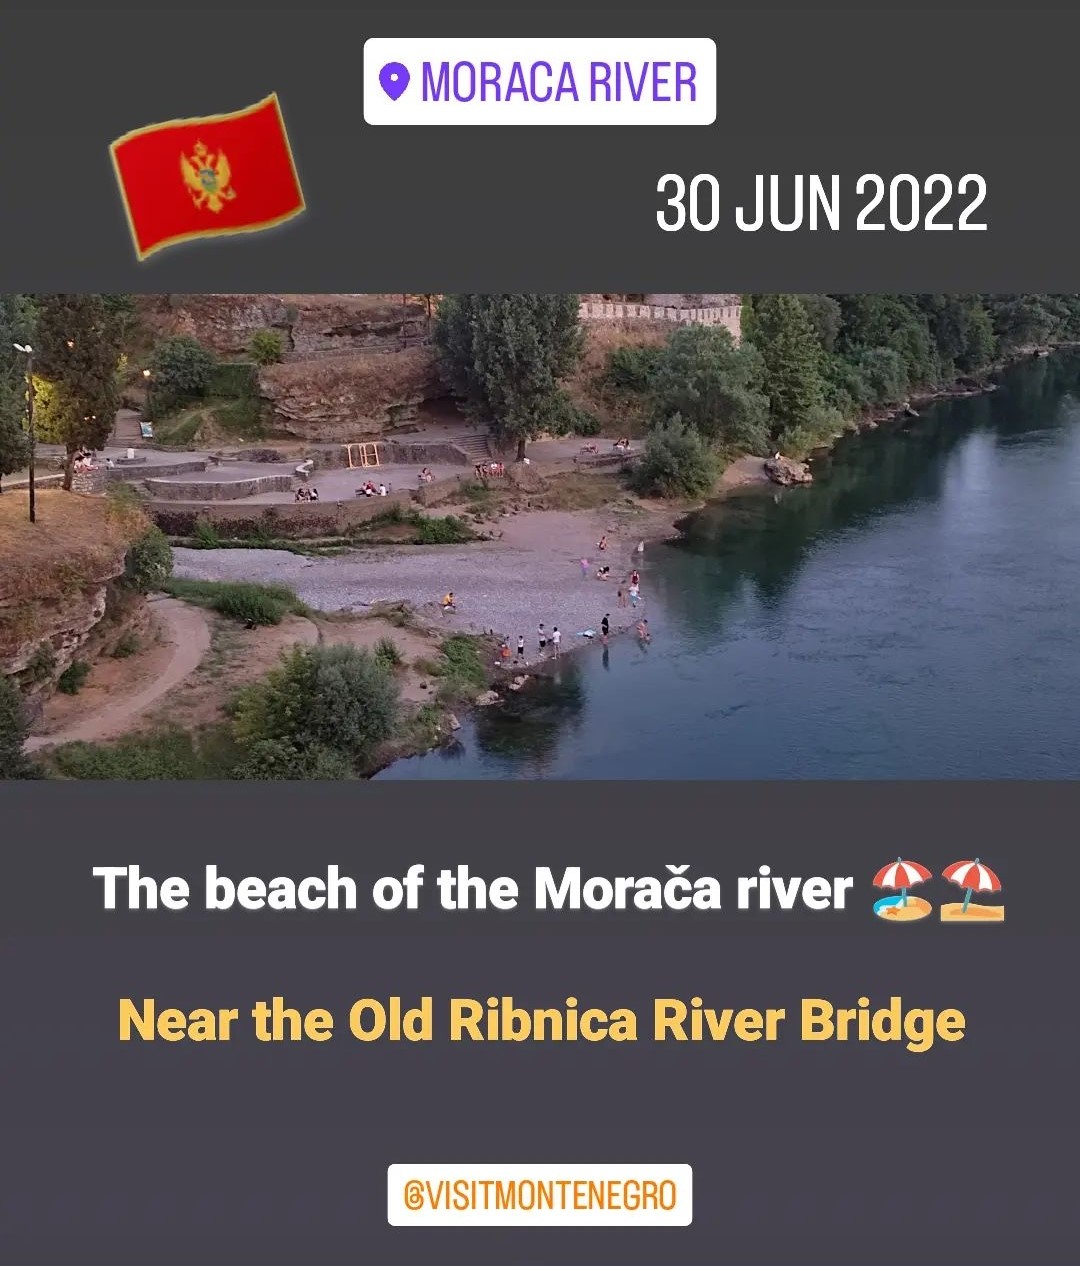 MORACA RIVER
30 JUN 2022
The beach of the Morača river 🏖️⛱️
Near the Old Ribnica River Bridge
@VISITMONTENEGRO